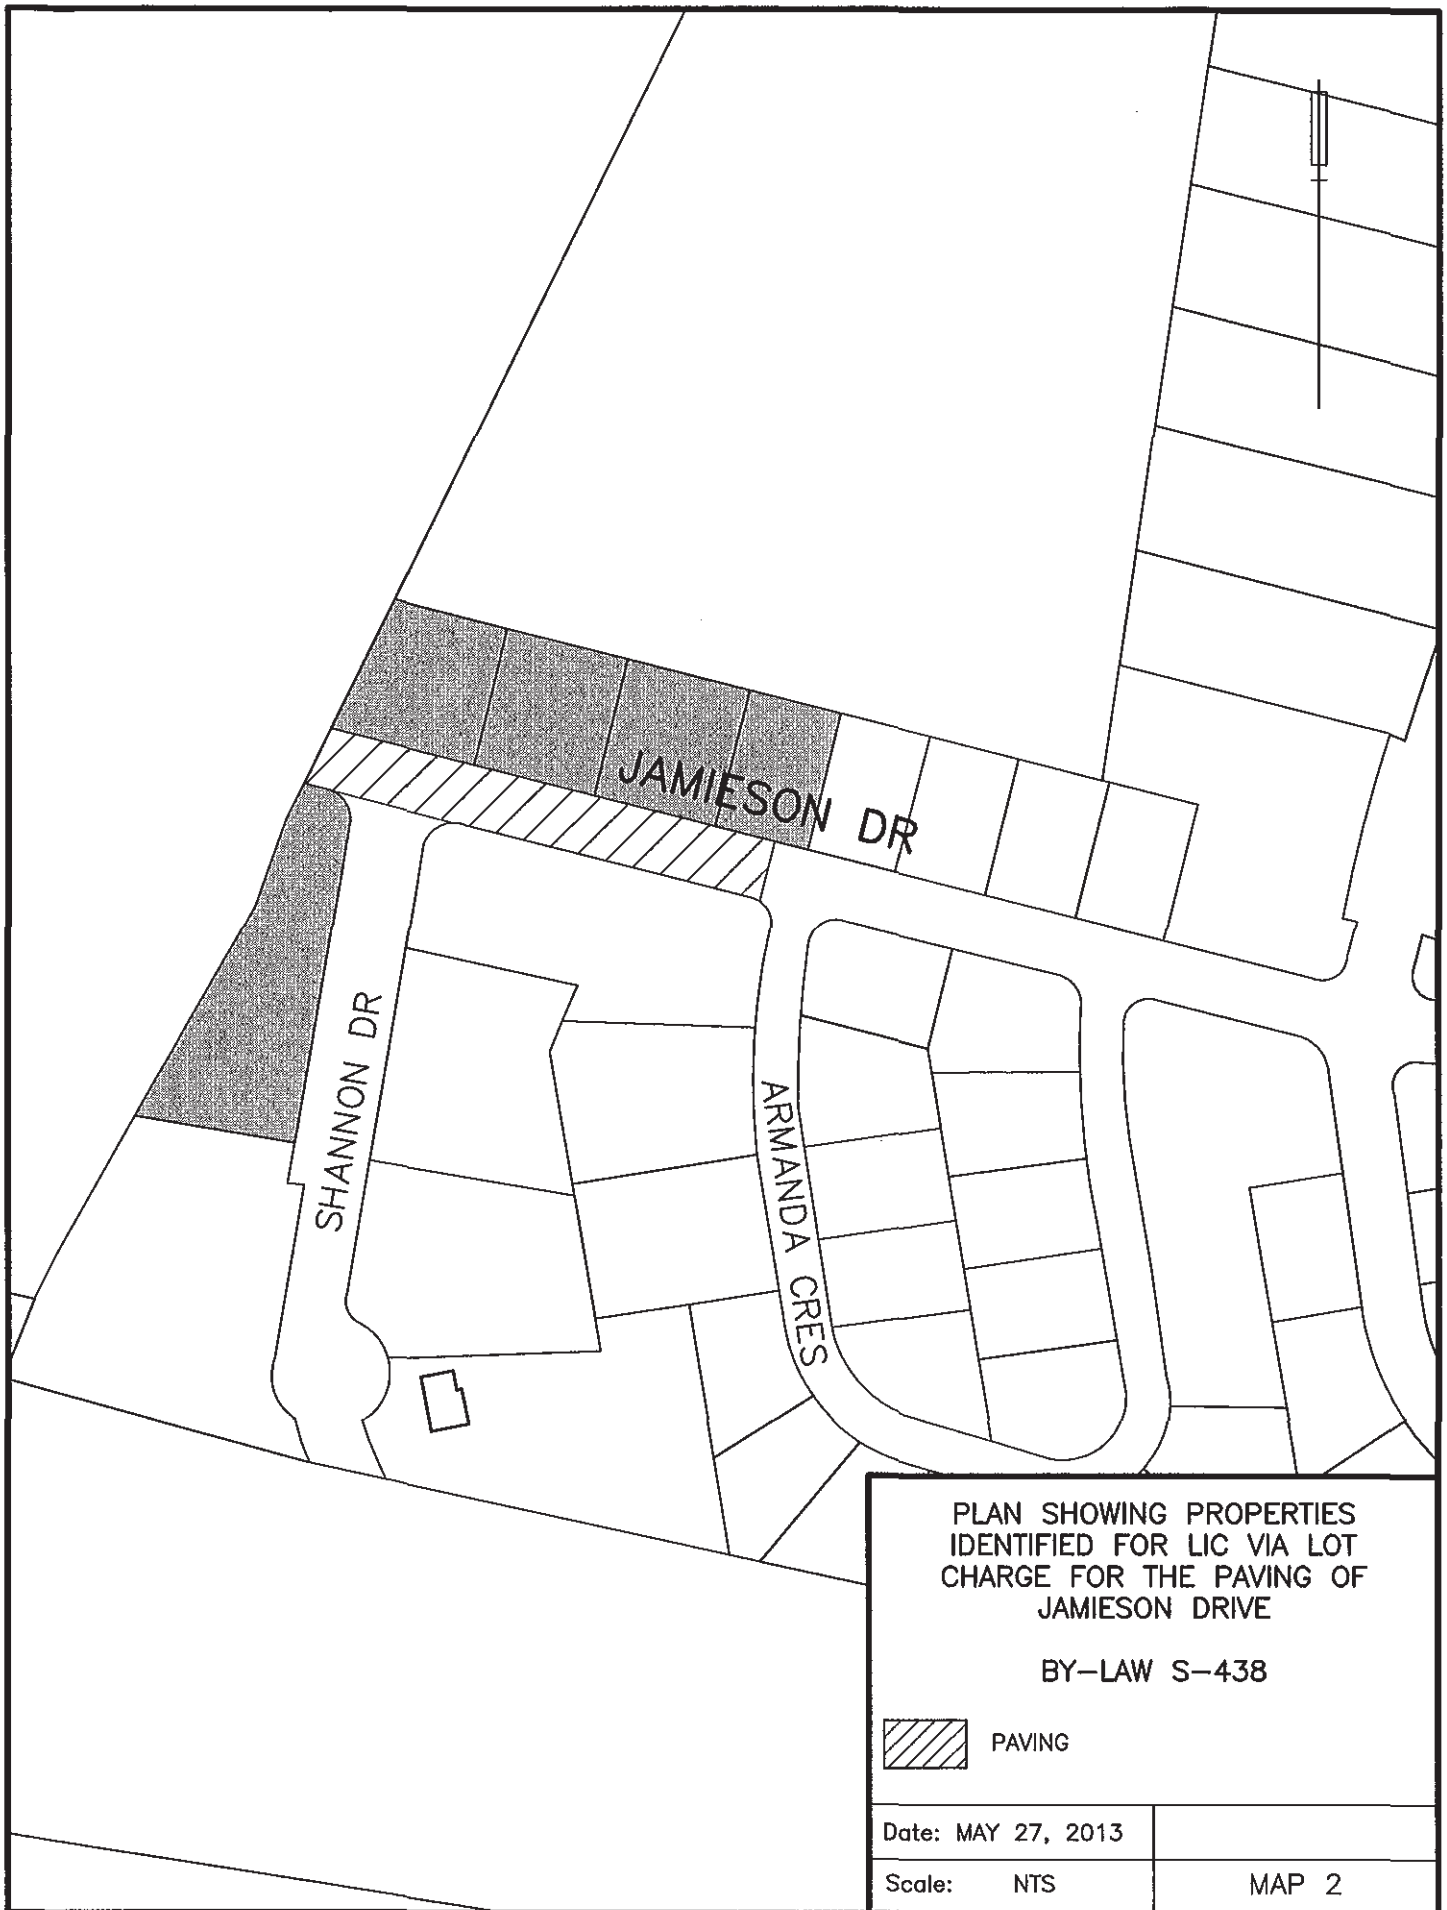 JAMIESON DR
SHANNON DR
ARMANDA CRES
PLAN SHOWING PROPERTIES
IDENTIFIED FOR LIC VIA LOT
CHARGE FOR THE PAVING OF
JAMIESON DRIVE
BY-LAW S-438
PAVING
Date: MAY 27, 2013
Scale: NTS
MAP 2